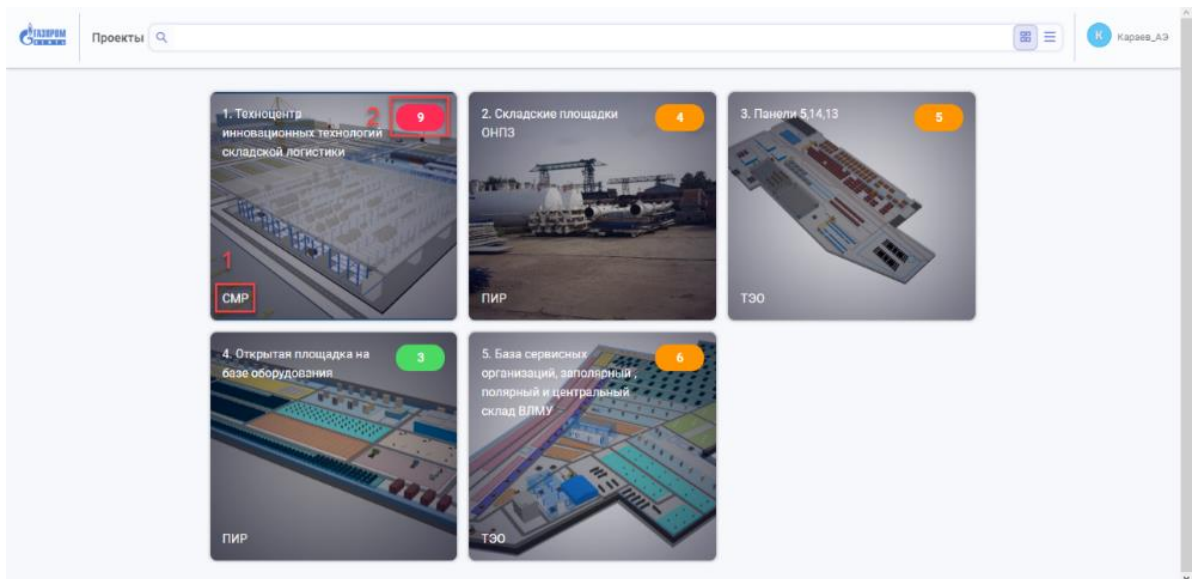 ГАЗПРОМ
НЕФТЬ
Проекты
К
Караев_АЭ
1. Техноцентр
инновационных технологий
складской логистики
2
9
1
СМР
2. Складские площадки
ОНПЗ
4
ПИР
3. Панели 5,14,13
5
ТЭО
4. Открытая площадка на
базе оборудования
3
ПИР
5. База сервисных
организаций, заполярный ,
полярный и центральный
склад ВЛМУ
6
ТЭО